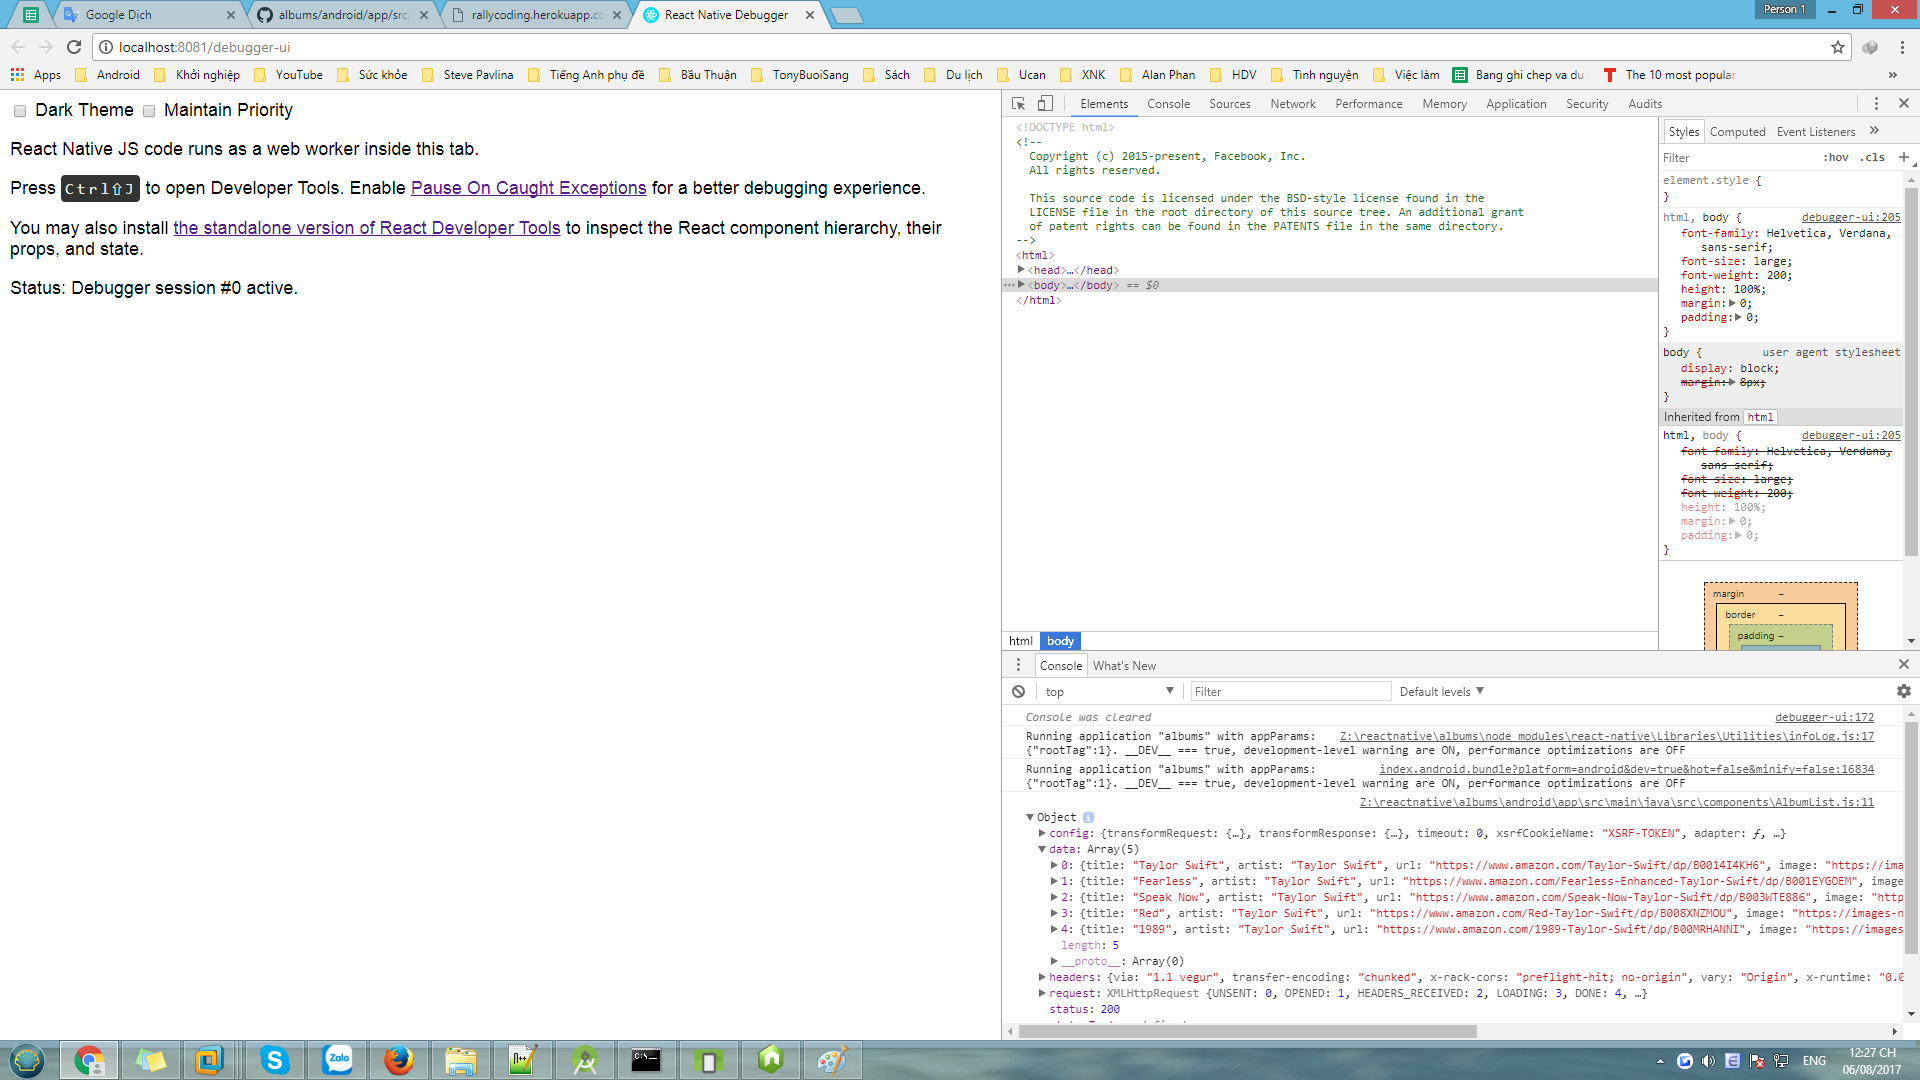 Google Dịch
albums/android/app/src/
rallycoding.herokuapp.co
React Native Debugger
Person 1
localhost:8081/debugger-ui
Apps
Android
Khởi nghiệp
YouTube
Sức khỏe
Steve Pavlina
Tiếng Anh phụ đề
Bầu Thuận
TonyBuoiSang
Sách
Du lịch
Ucan
XNK
Alan Phan
HDV
Tình nguyện
Việc làm
Bang ghi chep va du
The 10 most popular
»
Dark Theme Maintain Priority
React Native JS code runs as a web worker inside this tab.
Press Ctrl⇧J to open Developer Tools. Enable Pause On Caught Exceptions for a better debugging experience.
You may also install the standalone version of React Developer Tools to inspect the React component hierarchy, their
props, and state.
Status: Debugger session #0 active.
Elements Console Sources Network Performance Memory Application Security Audits
<!DOCTYPE html>
<!--
Copyright (c) 2015-present, Facebook, Inc.
All rights reserved.
This source code is licensed under the BSD-style license found in the
LICENSE file in the root directory of this source tree. An additional grant
of patent rights can be found in the PATENTS file in the same directory.
-->
<html>
▶<head>…</head>
…▶<body>…</body> == $0
</html>
html body
Styles Computed Event Listeners »
Filter :hov .cls +
element.style {
}
html, body { debugger-ui:205
font-family: Helvetica, Verdana,
sans-serif;
font-size: large;
font-weight: 200;
height: 100%;
margin:▶0;
padding:▶0;
}
body { user agent stylesheet
display: block;
margin:▶8px;
}
Inherited from html
html, body { debugger-ui:205
font-family: Helvetica, Verdana,
sans-serif;
font-size: large;
font-weight: 200;
height: 100%;
margin:▶0;
padding:▶0;
}
margin –
border –
padding –
Console What's New
top ▼ Filter Default levels ▼
Console was cleared debugger-ui:172
Running application "albums" with appParams: Z:\reactnative\albums\node_modules\react-native\Libraries\Utilities\infoLog.js:17
{"rootTag":1}. __DEV__ === true, development-level warning are ON, performance optimizations are OFF
Running application "albums" with appParams: index.android.bundle?platform=android&dev=true&hot=false&minify=false:16834
{"rootTag":1}. __DEV__ === true, development-level warning are ON, performance optimizations are OFF
Z:\reactnative\albums\android\app\src\main\java\src\components\AlbumList.js:11
▼Object i
▶config: {transformRequest: {…}, transformResponse: {…}, timeout: 0, xsrfCookieName: "XSRF-TOKEN", adapter: ƒ, …}
▼data: Array(5)
▶0: {title: "Taylor Swift", artist: "Taylor Swift", url: "https://www.amazon.com/Taylor-Swift/dp/B0014I4KH6", image: "https://ima
▶1: {title: "Fearless", artist: "Taylor Swift", url: "https://www.amazon.com/Fearless-Enhanced-Taylor-Swift/dp/B001EYGOEM", image
▶2: {title: "Speak Now", artist: "Taylor Swift", url: "https://www.amazon.com/Speak-Now-Taylor-Swift/dp/B003WTE886", image: "http
▶3: {title: "Red", artist: "Taylor Swift", url: "https://www.amazon.com/Red-Taylor-Swift/dp/B008XNZMOU", image: "https://images-n
▶4: {title: "1989", artist: "Taylor Swift", url: "https://www.amazon.com/1989-Taylor-Swift/dp/B00MRHANNI", image: "https://images
length: 5
▶__proto__: Array(0)
▶headers: {via: "1.1 vegur", transfer-encoding: "chunked", x-rack-cors: "preflight-hit; no-origin", vary: "Origin", x-runtime: "0.0
▶request: XMLHttpRequest {UNSENT: 0, OPENED: 1, HEADERS_RECEIVED: 2, LOADING: 3, DONE: 4, …}
status: 200
Zalo
ENG
12:27 CH
06/08/2017